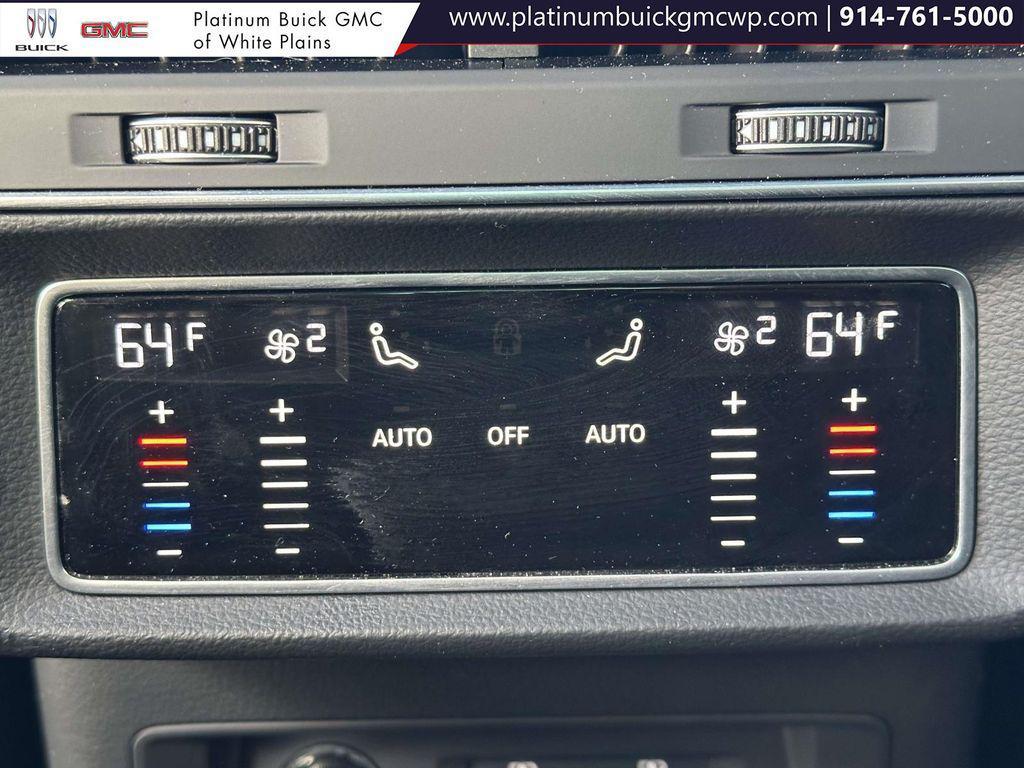 BUICK GMC
Platinum Buick GMC
of White Plains
www.platinumbuickgmcwp.com | 914-761-5000
64 F 2 2 64 F
+ + + +
AUTO OFF AUTO
- - - -